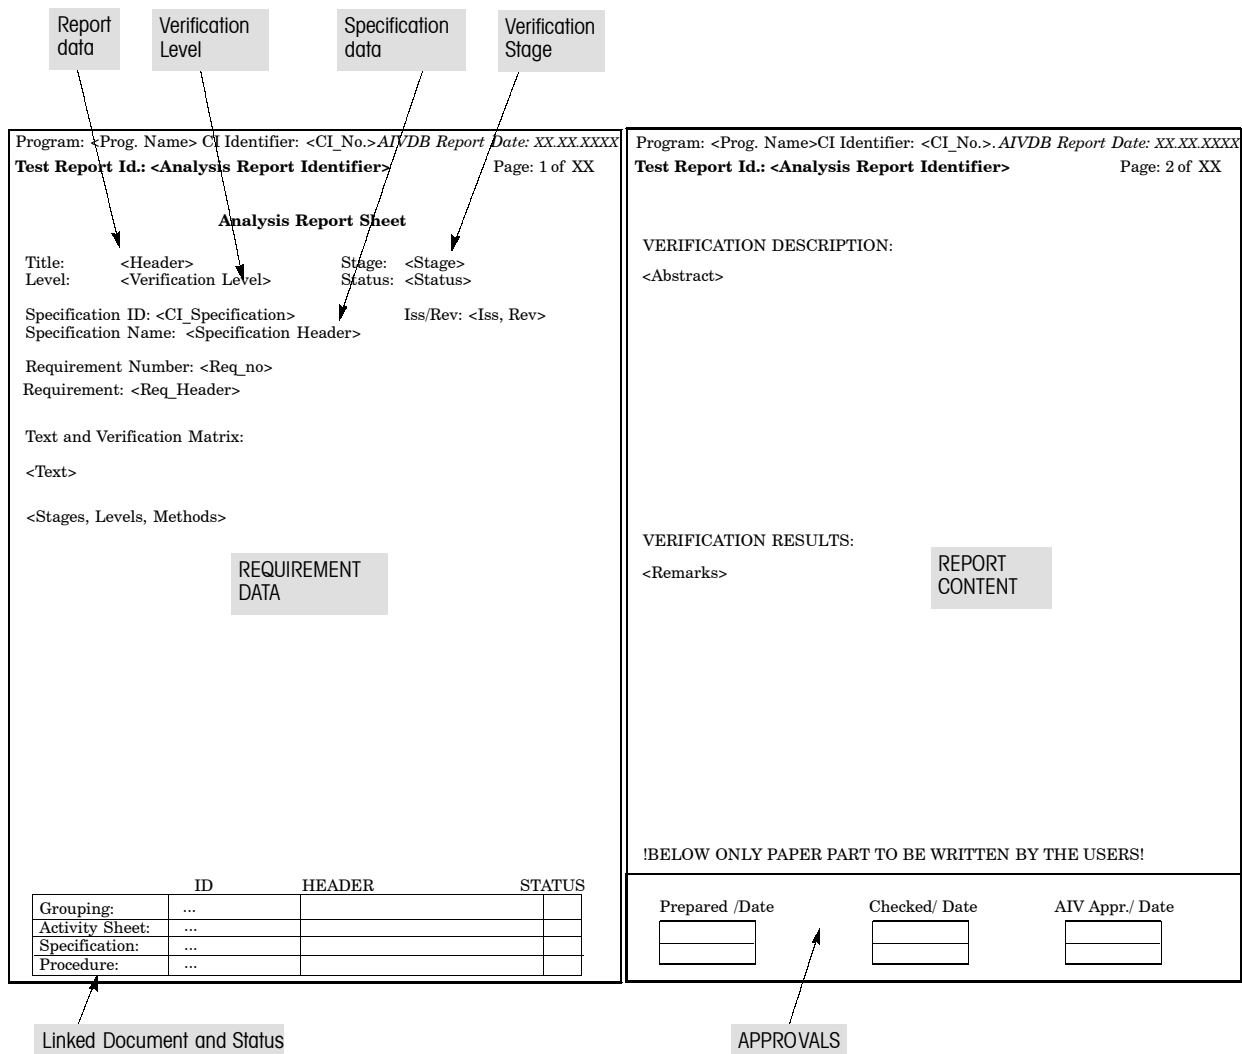 Report data
Verification Level
Specification data
Verification Stage
Program: <Prog. Name> CI Identifier: <CI_No.> AIVDB Report Date: XX.XX.XXXX
Test Report Id.: <Analysis Report Identifier> Page: 1 of XX
Analysis Report Sheet
Title: <Header> Stage: <Stage>
Level: <Verification Level> Status: <Status>
Specification ID: <CI_Specification> Iss/Rev: <Iss, Rev>
Specification Name: <Specification Header>
Requirement Number: <Req_no>
Requirement: <Req_Header>
Text and Verification Matrix:
<Text>
<Stages, Levels, Methods>
REQUIREMENT
DATA
ID HEADER STATUS
Grouping: ...
Activity Sheet: ...
Specification: ...
Procedure: ...
Linked Document and Status
Program: <Prog. Name>CI Identifier: <CI_No.>. AIVDB Report Date: XX.XX.XXXX
Test Report Id.: <Analysis Report Identifier> Page: 2 of XX
VERIFICATION DESCRIPTION:
<Abstract>
VERIFICATION RESULTS:
<Remarks>
REPORT
CONTENT
!BELOW ONLY PAPER PART TO BE WRITTEN BY THE USERS!
Prepared /Date Checked/ Date AIV Appr./ Date
APPROVALS